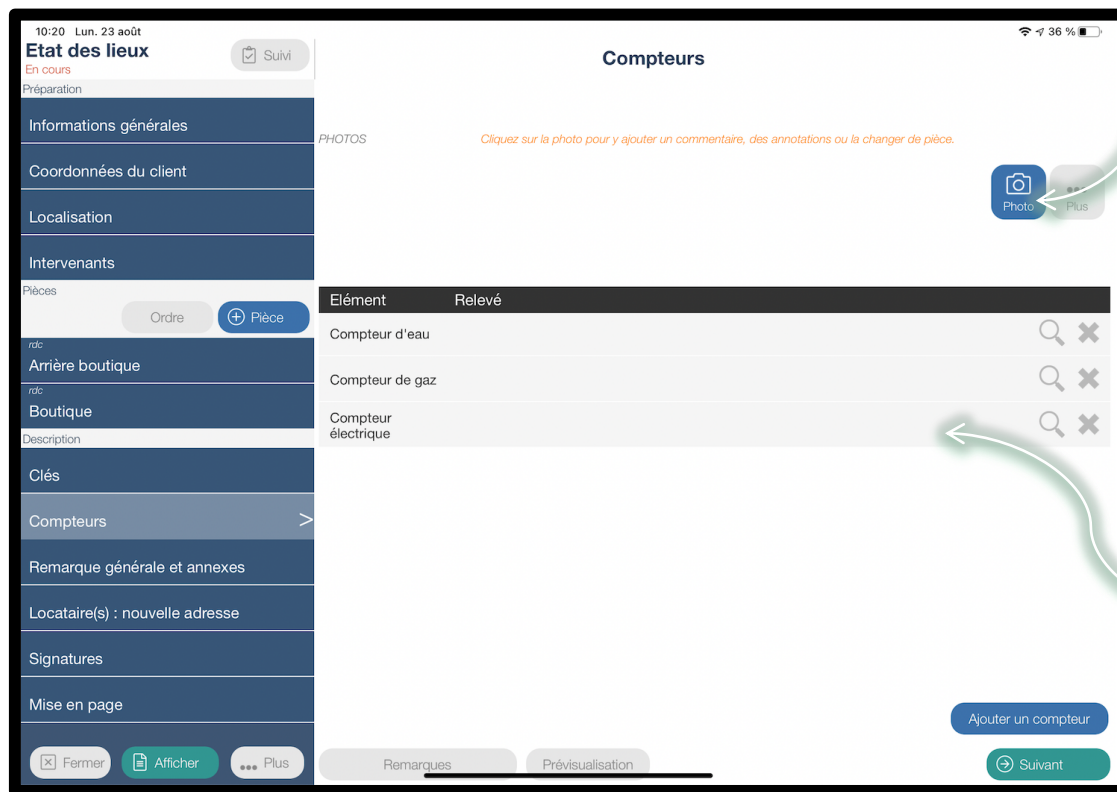 10:20 Lun. 23 août
36 %
Etat des lieux
En cours
Suivi
Préparation
Informations générales
Coordonnées du client
Localisation
Intervenants
Pièces
Ordre
Pièce
rdc
Arrière boutique
rdc
Boutique
Description
Clés
Compteurs >
Remarque générale et annexes
Locataire(s) : nouvelle adresse
Signatures
Mise en page
Fermer
Afficher
Plus
Compteurs
PHOTOS
Cliquez sur la photo pour y ajouter un commentaire, des annotations ou la changer de pièce.
Photo
Plus
Elément Relevé
Compteur d'eau
Compteur de gaz
Compteur
électrique
Ajouter un compteur
Remarques
Prévisualisation
Suivant